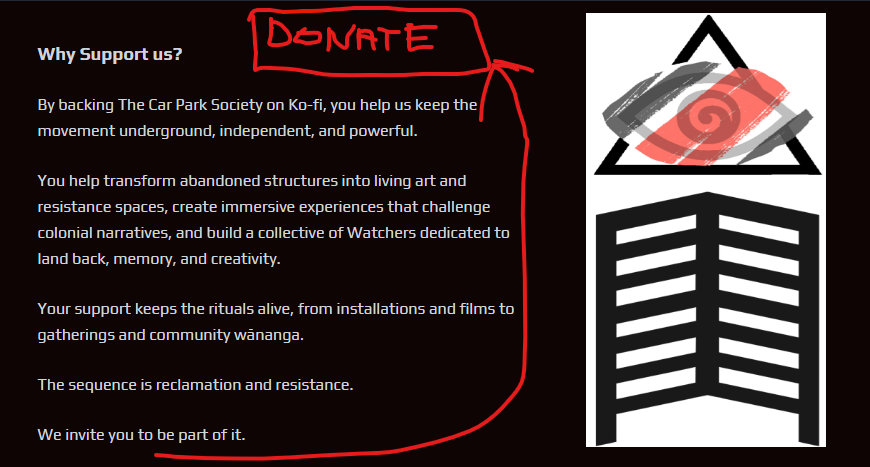 DONATE
Why Support us?
By backing The Car Park Society on Ko-fi, you help us keep the
movement underground, independent, and powerful.
You help transform abandoned structures into living art and
resistance spaces, create immersive experiences that challenge
colonial narratives, and build a collective of Watchers dedicated to
land back, memory, and creativity.
Your support keeps the rituals alive, from installations and films to
gatherings and community wānanga.
The sequence is reclamation and resistance.
We invite you to be part of it.